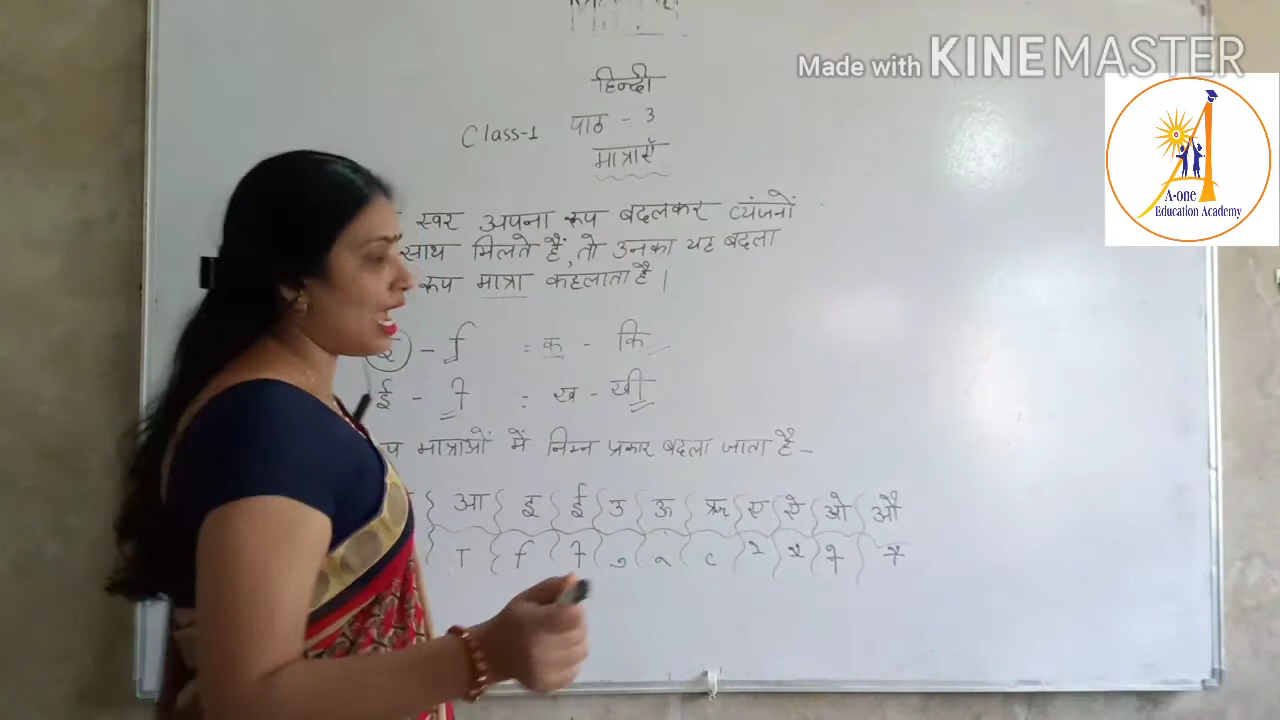 Made with KINEMASTER
A-one
Education Academy
हिन्दी
Class-1 पाठ - 3
मात्राएँ
स्वर अपना रूप बदलकर व्यंजनों
साथ मिलते हैं, तो उनका यह बदला
रूप मात्रा कहलाता है।
इ - ि = क - कि
ई - ी = ख - खी
मात्राओं में निम्न प्रकार बदला जाता है -
आ इ ई उ ऊ ऋ ए ऐ ओ औ
ा ि ी ु ू ृ े ै ो ौ